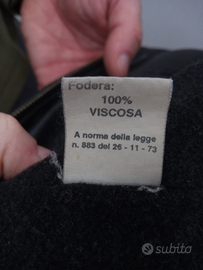 Fodera:
100%
VISCOSA
A norma della legge
n. 883 del 26 - 11 - 73
subito